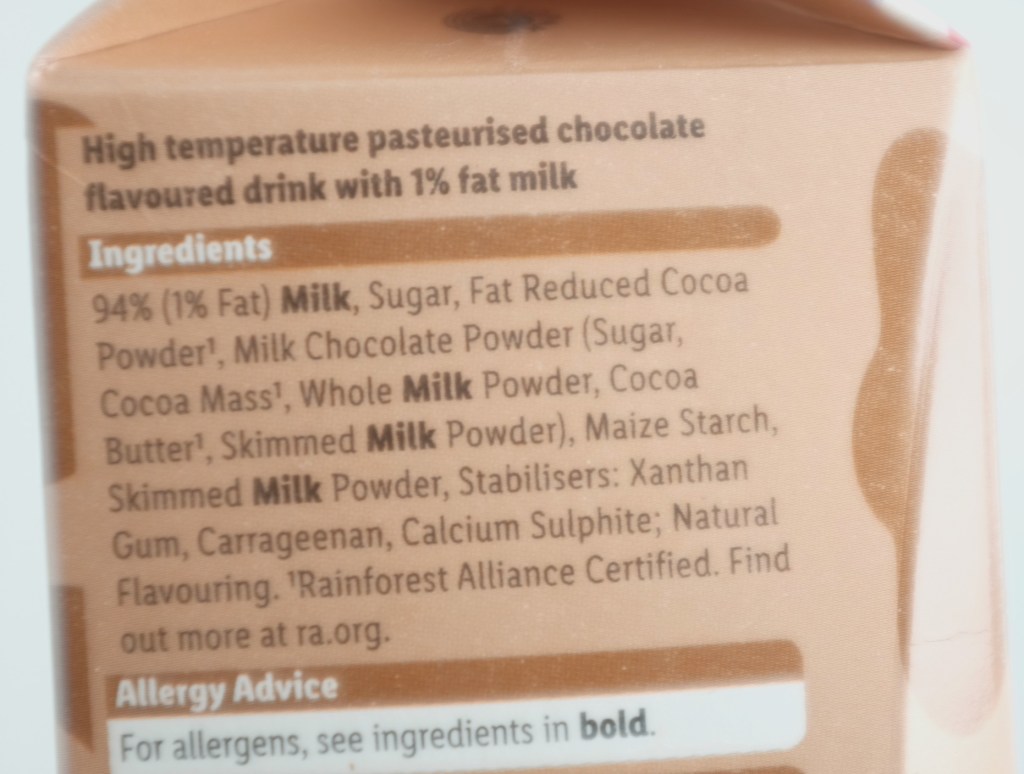 High temperature pasteurised chocolate
flavoured drink with 1% fat milk
Ingredients
94% (1% Fat) Milk, Sugar, Fat Reduced Cocoa
Powder¹, Milk Chocolate Powder (Sugar,
Cocoa Mass¹, Whole Milk Powder, Cocoa
Butter¹, Skimmed Milk Powder), Maize Starch,
Skimmed Milk Powder, Stabilisers: Xanthan
Gum, Carrageenan, Calcium Sulphite; Natural
Flavouring. ¹Rainforest Alliance Certified. Find
out more at ra.org.
Allergy Advice
For allergens, see ingredients in bold.